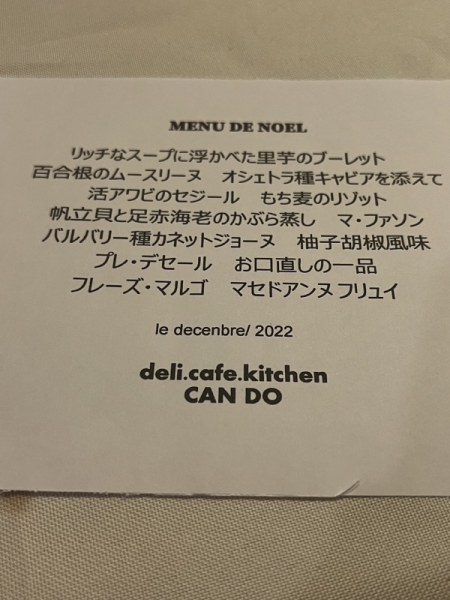 MENU DE NOEL
リッチなスープに浮かべた里芋のブーレット
百合根のムースリーヌ　オシェトラ種キャビアを添えて
活アワビのセジール　もち麦のリゾット
帆立貝と足赤海老のかぶら蒸し　マ・ファソン
バルバリー種カネットジョーヌ　柚子胡椒風味
プレ・デセール　お口直しの一品
フレーズ・マルゴ　マセドアンヌフリュイ
le decenbre/ 2022
deli.cafe.kitchen
CAN DO